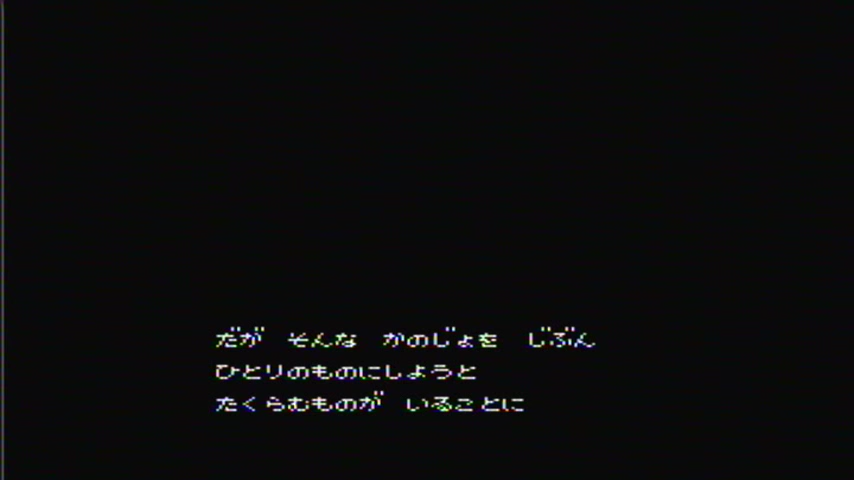 だが　そんな　かのじょを　じぶん
ひとりのものにしようと
たくらむものが　いることに